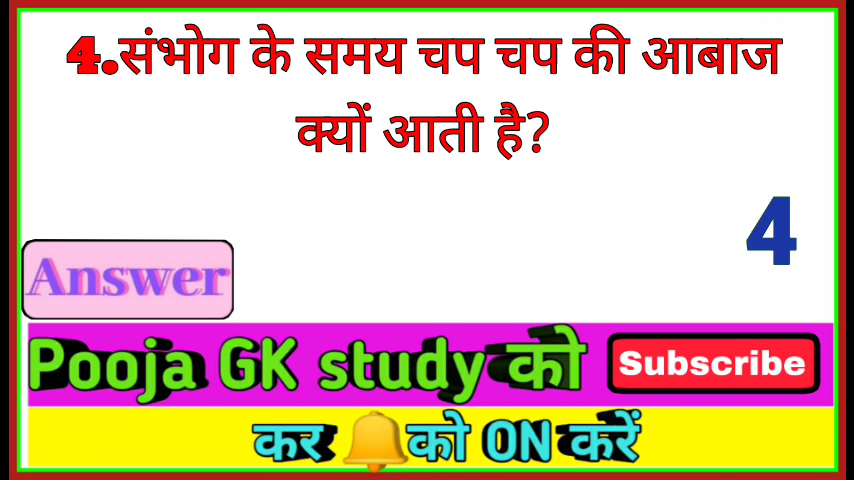 4.संभोग के समय चप चप की आबाज
क्यों आती है?
4
Answer
Pooja GK study को Subscribe
कर 🔔को ON करें